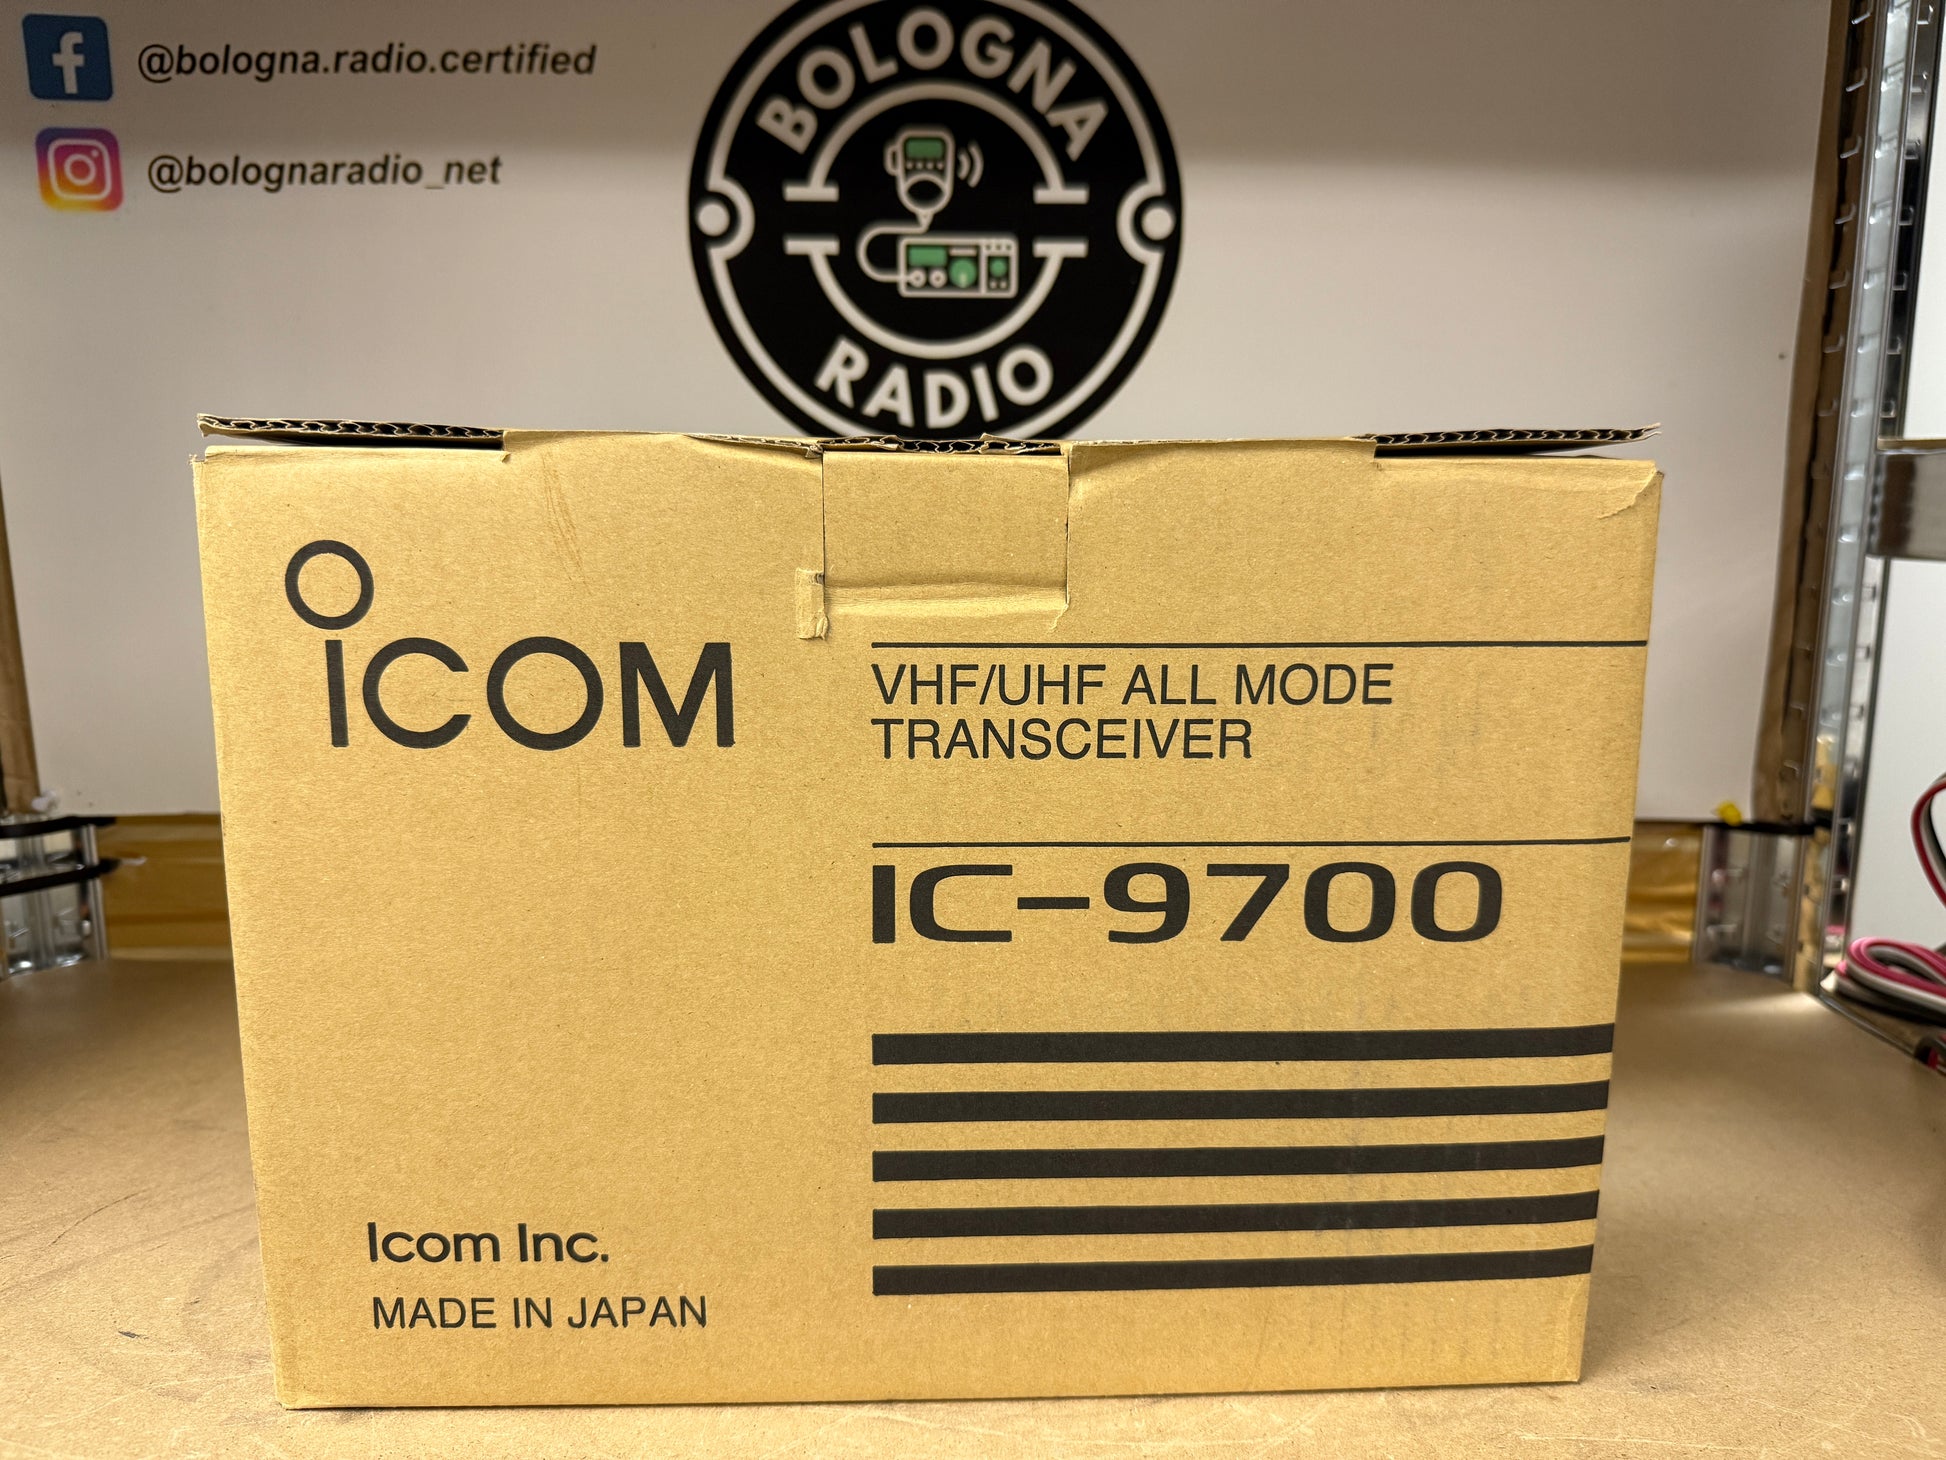 @bologna.radio.certified
@bolognaradio_net
BOLOGNA
RADIO
ICOM
VHF/UHF ALL MODE
TRANSCEIVER
IC-9700
Icom Inc.
MADE IN JAPAN